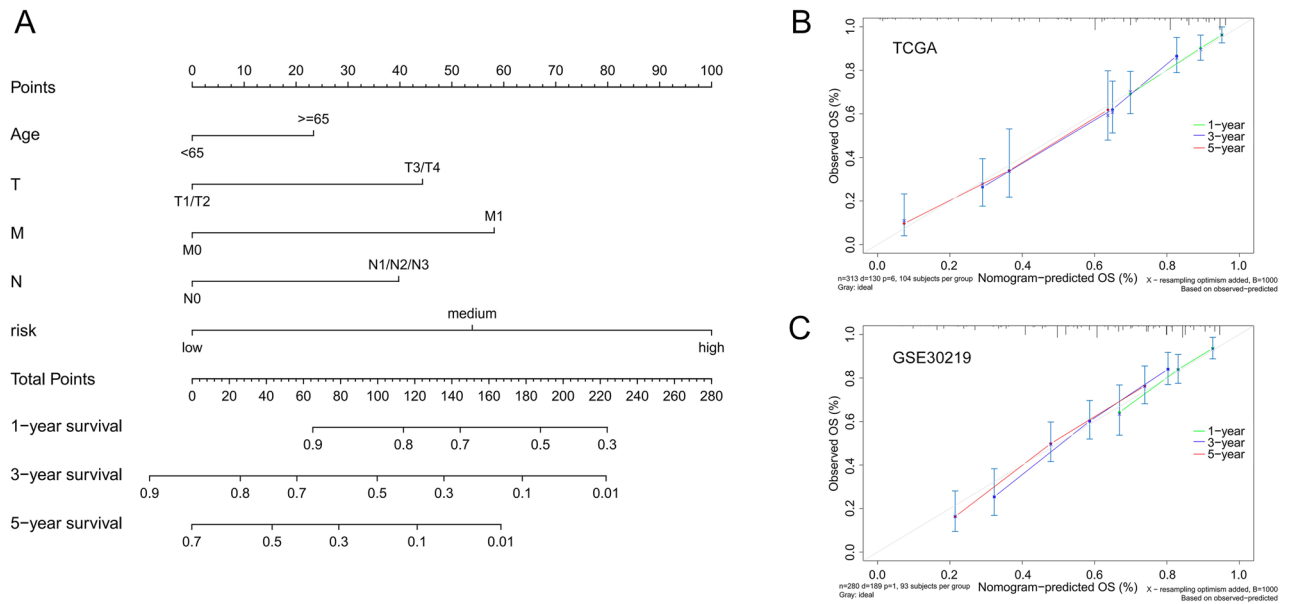 A
0 10 20 30 40 50 60 70 80 90 100
Points
>=65
Age
<65
T3/T4
T
T1/T2
M1
M
M0
N1/N2/N3
N
N0
medium
risk
low high
Total Points
0 20 40 60 80 100 120 140 160 180 200 220 240 260 280
1−year survival
0.9 0.8 0.7 0.5 0.3
3−year survival
0.9 0.8 0.7 0.5 0.3 0.1 0.01
5−year survival
0.7 0.5 0.3 0.1 0.01
B
TCGA
Observed OS (%)
0.0 0.2 0.4 0.6 0.8 1.0
1−year
3−year
5−year
0.0 0.2 0.4 0.6 0.8 1.0
Nomogram−predicted OS (%)
n=313 d=130 p=6, 104 subjects per group
Gray: ideal
X − resampling optimism added, B=1000
Based on observed−predicted
C
GSE30219
Observed OS (%)
0.0 0.2 0.4 0.6 0.8 1.0
1−year
3−year
5−year
0.0 0.2 0.4 0.6 0.8 1.0
Nomogram−predicted OS (%)
n=280 d=189 p=1, 93 subjects per group
Gray: ideal
X − resampling optimism added, B=1000
Based on observed−predicted